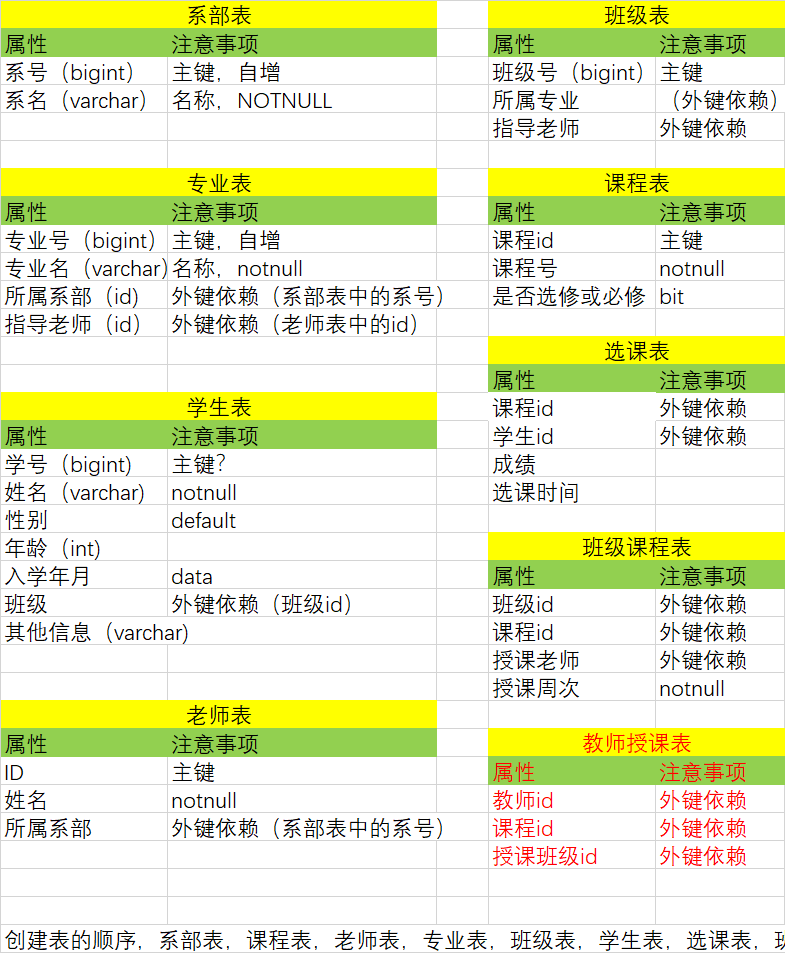 系部表
属性 注意事项
系号（bigint） 主键，自增
系名（varchar） 名称，NOTNULL
专业表
属性 注意事项
专业号（bigint） 主键，自增
专业名（varchar) 名称，notnull
所属系部（id) 外键依赖（系部表中的系号）
指导老师（id） 外键依赖（老师表中的id）
学生表
属性 注意事项
学号（bigint) 主键?
姓名（varchar) notnull
性别 default
年龄（int)
入学年月 data
班级 外键依赖（班级id）
其他信息（varchar)
老师表
属性 注意事项
ID 主键
姓名 notnull
所属系部 外键依赖（系部表中的系号）
班级表
属性 注意事项
班级号（bigint） 主键
所属专业 （外键依赖）
指导老师 外键依赖
课程表
属性 注意事项
课程id 主键
课程号 notnull
是否选修或必修 bit
选课表
属性 注意事项
课程id 外键依赖
学生id 外键依赖
成绩
选课时间
班级课程表
属性 注意事项
班级id 外键依赖
课程id 外键依赖
授课老师 外键依赖
授课周次 notnull
教师授课表
属性 注意事项
教师id 外键依赖
课程id 外键依赖
授课班级id 外键依赖
创建表的顺序，系部表，课程表，老师表，专业表，班级表，学生表，选课表，